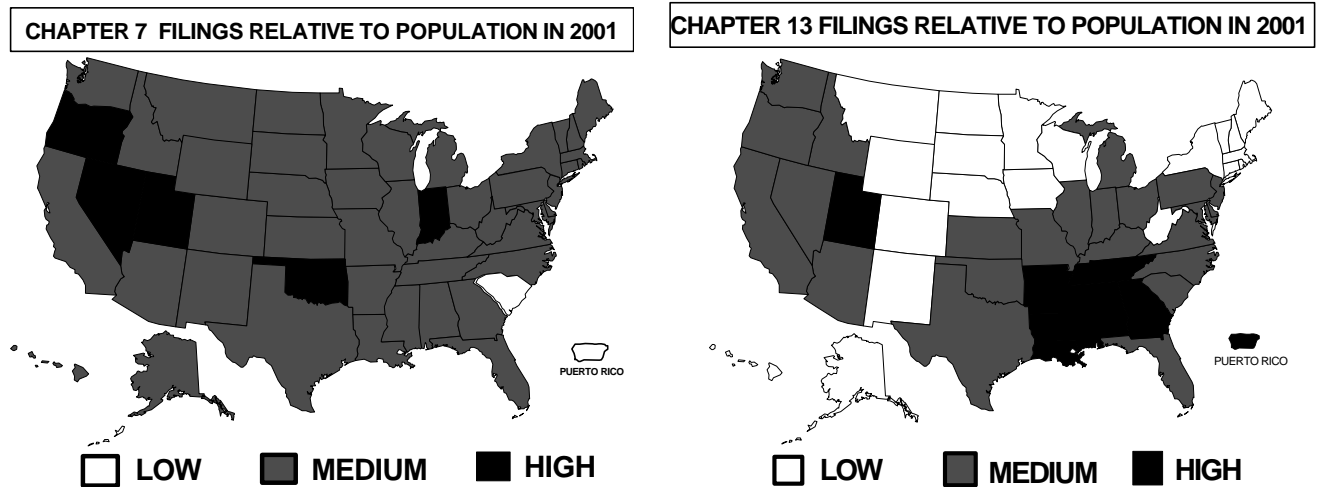 CHAPTER 7 FILINGS RELATIVE TO POPULATION IN 2001
PUERTO RICO
LOW MEDIUM HIGH
CHAPTER 13 FILINGS RELATIVE TO POPULATION IN 2001
PUERTO RICO
LOW MEDIUM HIGH